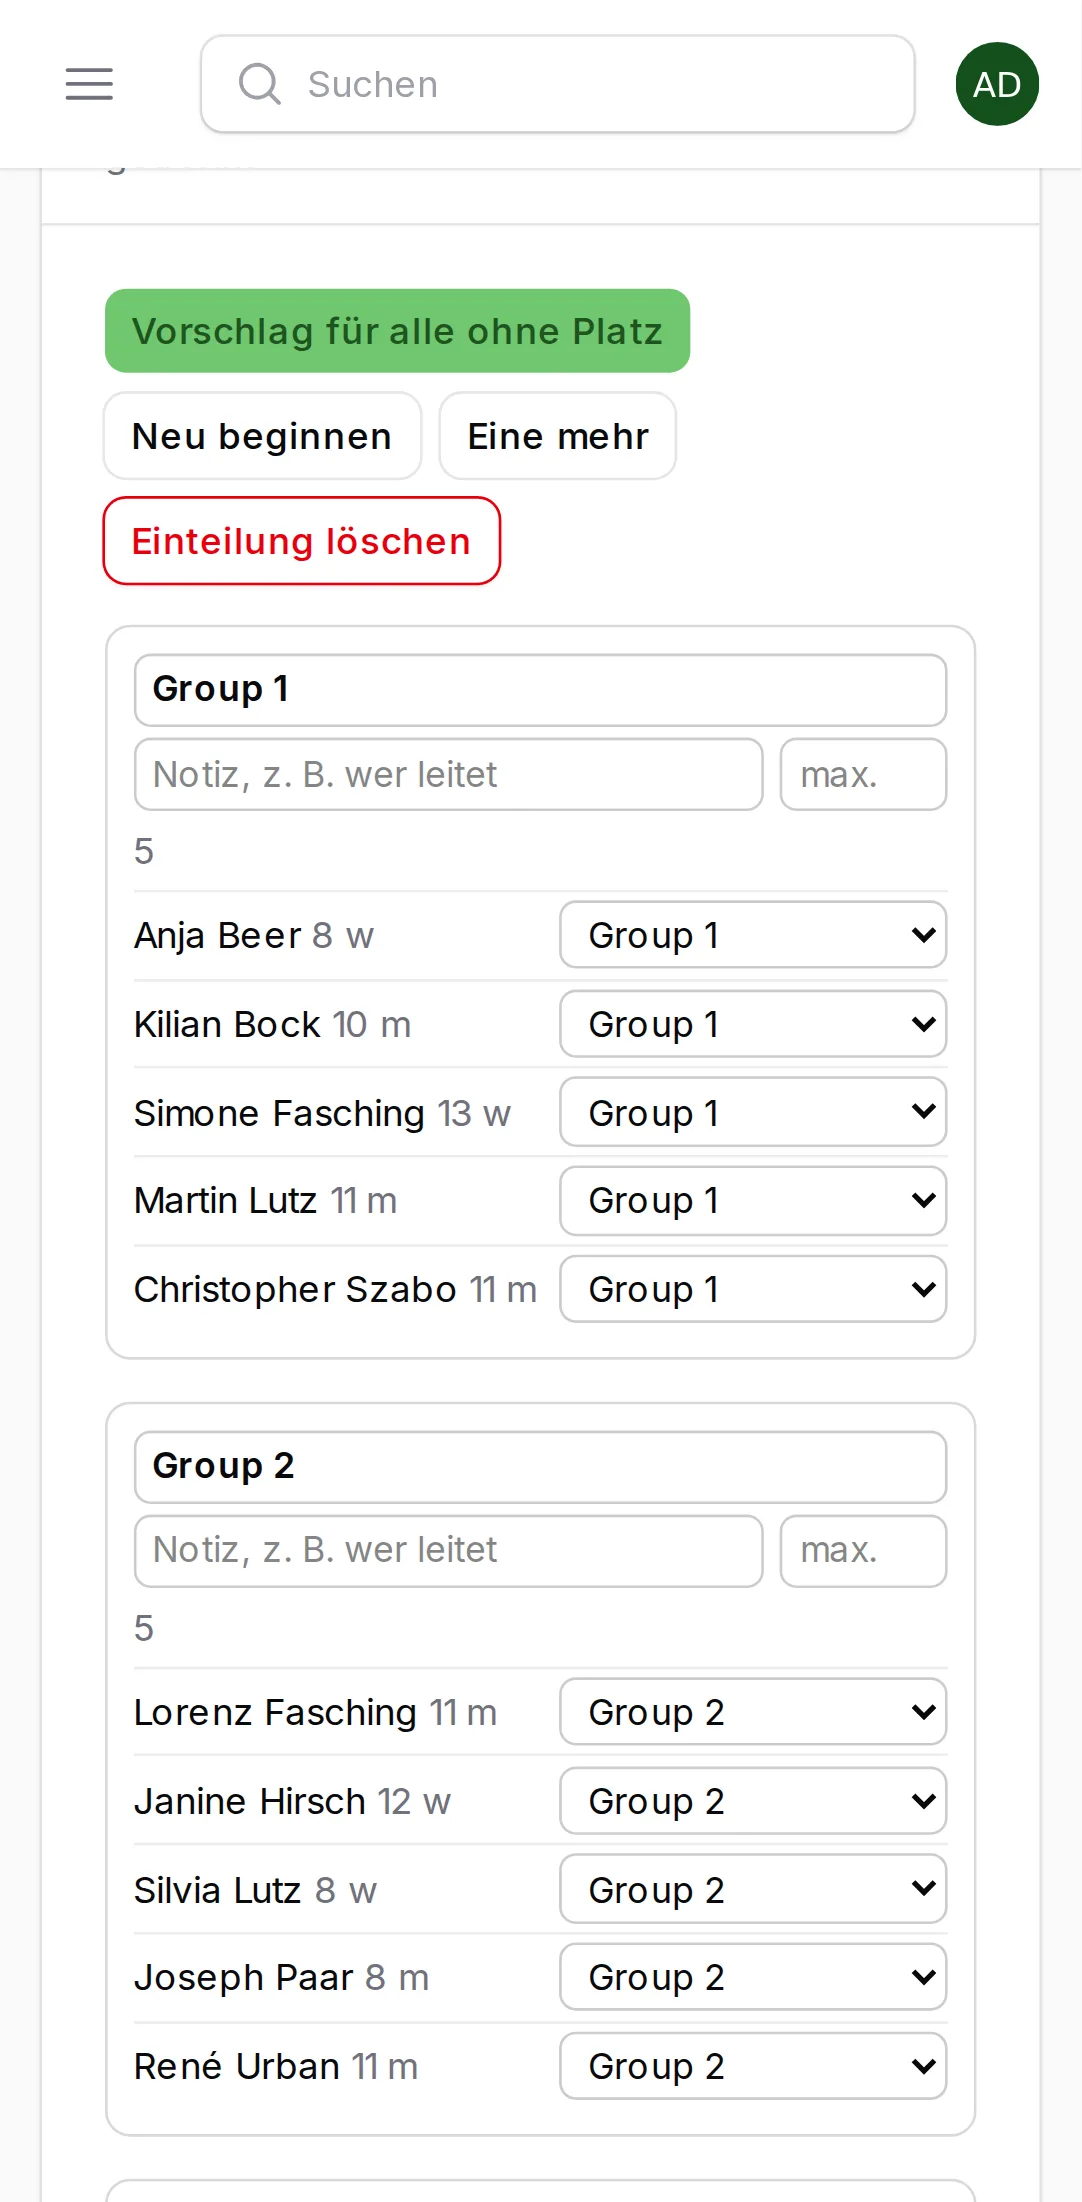 Suchen
AD
Vorschlag für alle ohne Platz
Neu beginnen
Eine mehr
Einteilung löschen
Group 1
Notiz, z. B. wer leitet
max.
5
Anja Beer 8 w
Group 1
Kilian Bock 10 m
Group 1
Simone Fasching 13 w
Group 1
Martin Lutz 11 m
Group 1
Christopher Szabo 11 m
Group 1
Group 2
Notiz, z. B. wer leitet
max.
5
Lorenz Fasching 11 m
Group 2
Janine Hirsch 12 w
Group 2
Silvia Lutz 8 w
Group 2
Joseph Paar 8 m
Group 2
René Urban 11 m
Group 2